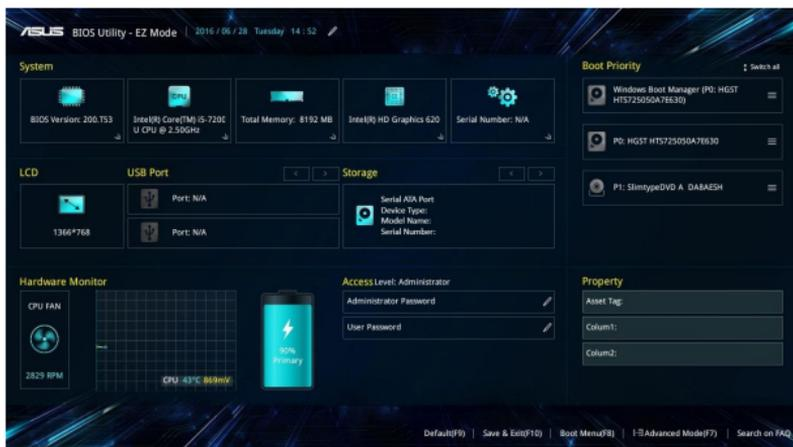 ASUS BIOS Utility - EZ Mode 2016/06/28 Tuesday 14:52
System
BIOS Version: 200.T53
Intel(R) Core(TM) i5-720C
U CPU @ 2.50GHz
Total Memory: 8192 MB
Intel(R) HD Graphics 620
Serial Number: N/A
Boot Priority
Switch all
Windows Boot Manager (P0: HGST
HTS725050A7E630)
P0: HGST HTS725050A7E630
P1: SlimtypeDVD A DA8AESH
LCD
1366*768
USB Port
Port: N/A
Port: N/A
Storage
Serial ATA Port
Device Type:
Model Name:
Serial Number:
Hardware Monitor
CPU FAN
2829 RPM
CPU 43°C 869mV
90%
Primary
Access Level: Administrator
Administrator Password
User Password
Property
Asset Tag:
Colum1:
Colum2:
Default(F9) Save & Exit(F10) Boot Menu(F8) Advanced Mode(F7) Search on FAQ